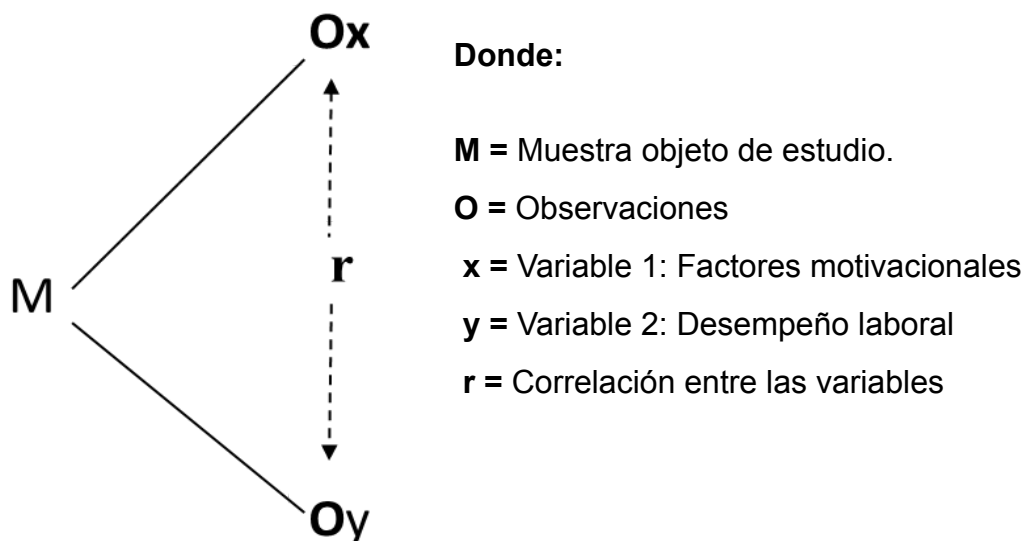 Ox
Donde:
M = Muestra objeto de estudio.
O = Observaciones
x = Variable 1: Factores motivacionales
r
M
y = Variable 2: Desempeño laboral
r = Correlación entre las variables
Oy